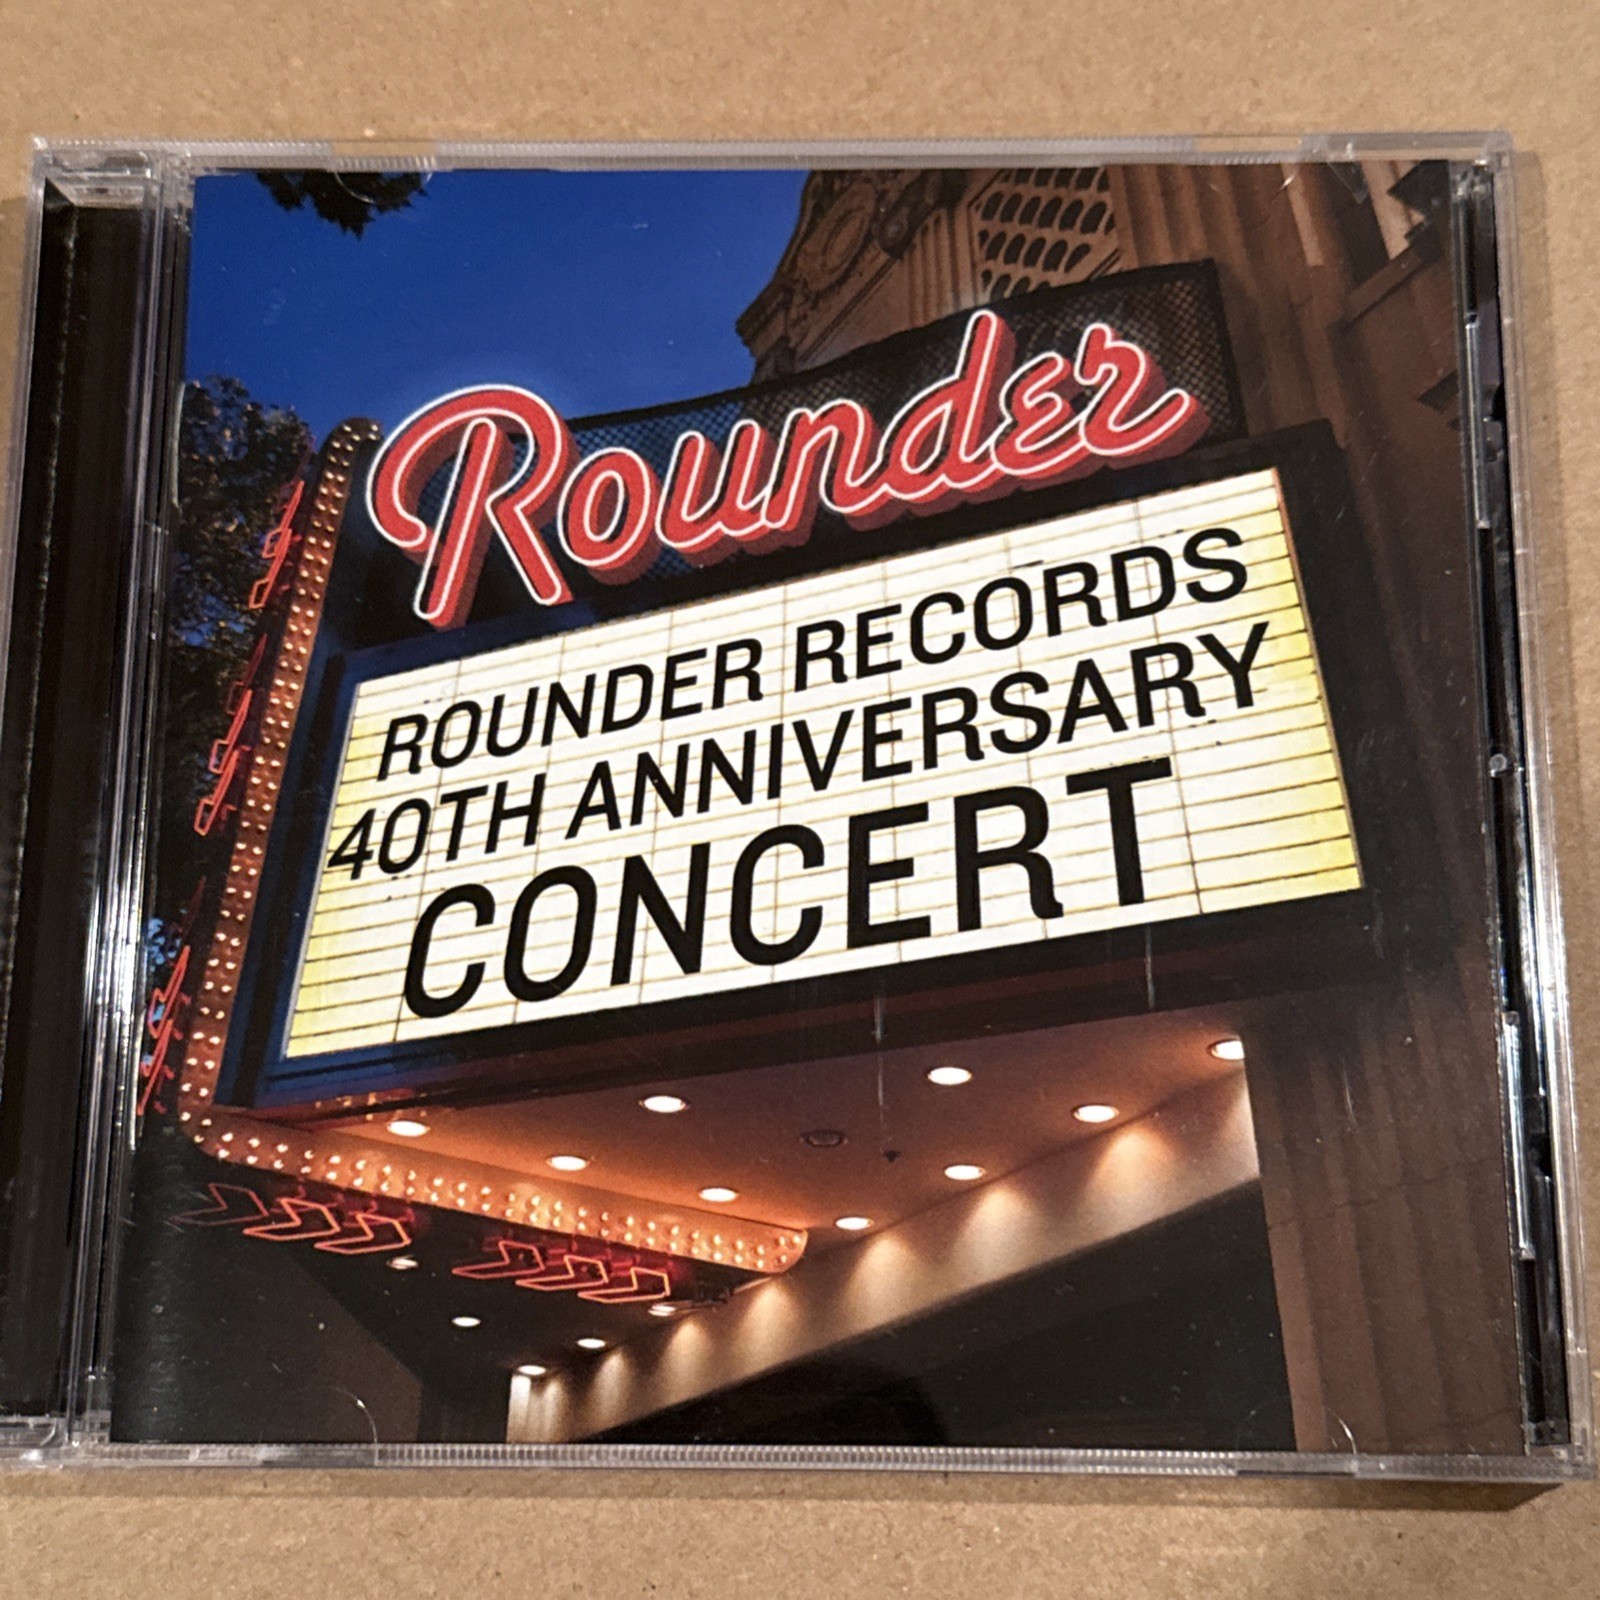 Rounder
ROUNDER RECORDS
40TH ANNIVERSARY
CONCERT